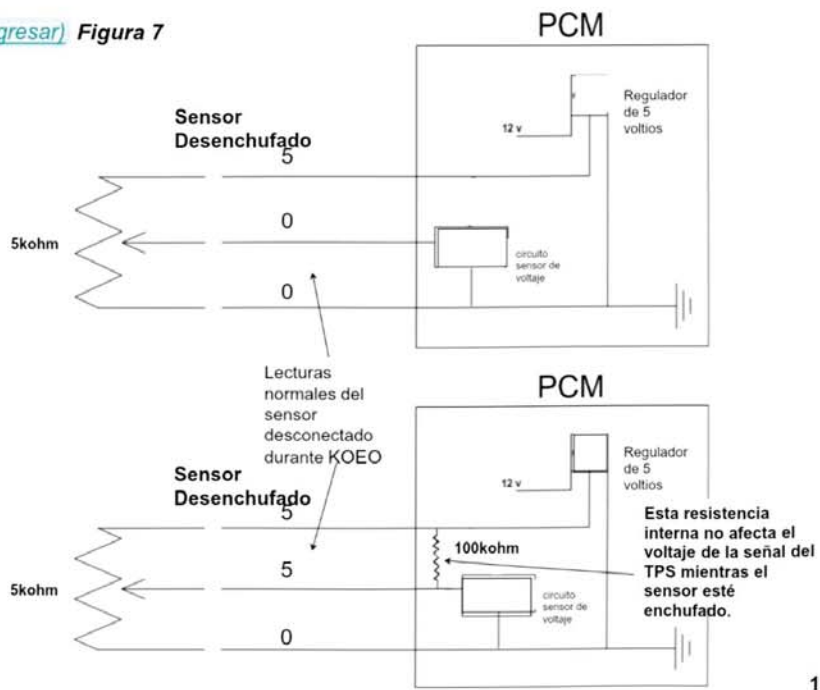 gresar) Figura 7
PCM
Sensor
Desenchufado
5
0
0
5kohm
12 v
Regulador
de 5
voltios
circuito
sensor de
voltaje
Lecturas
normales del
sensor
desconectado
durante KOEO
PCM
Sensor
Desenchufado
5
5
0
5kohm
100kohm
12 v
Regulador
de 5
voltios
circuito
sensor de
voltaje
Esta resistencia
interna no afecta el
voltaje de la señal del
TPS mientras el
sensor esté
enchufado.
1